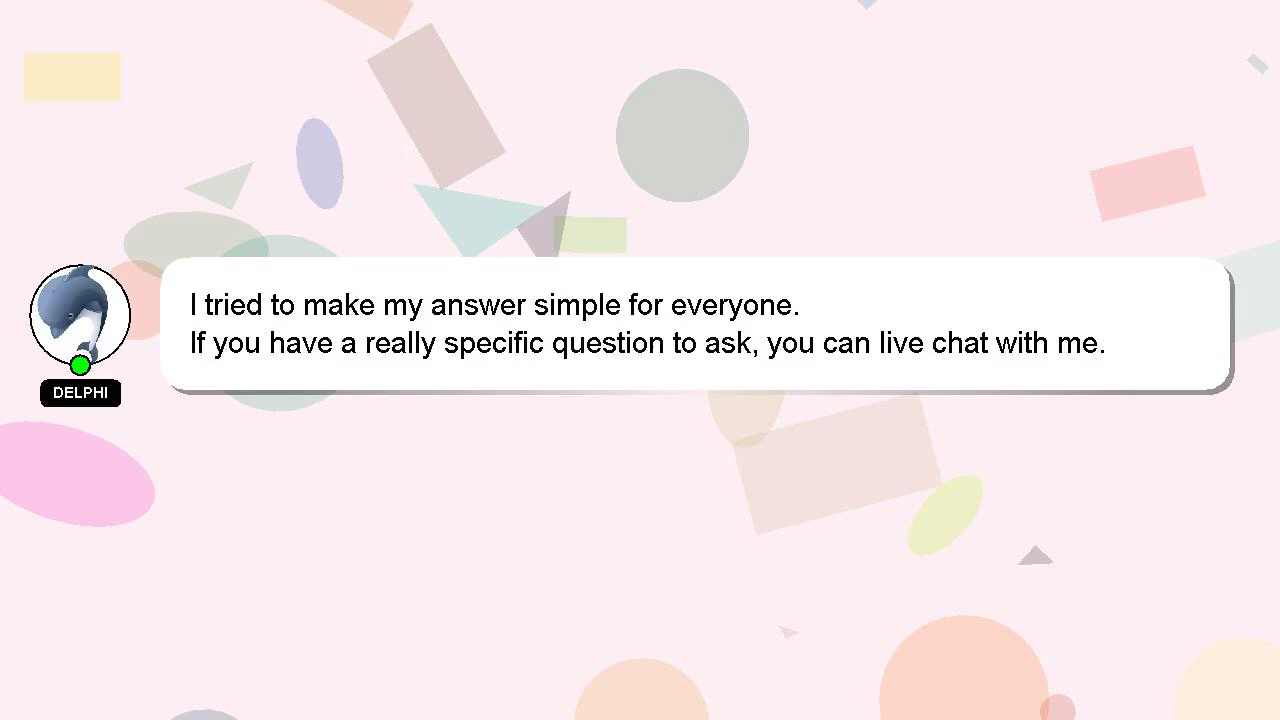 I tried to make my answer simple for everyone.
If you have a really specific question to ask, you can live chat with me.
DELPHI